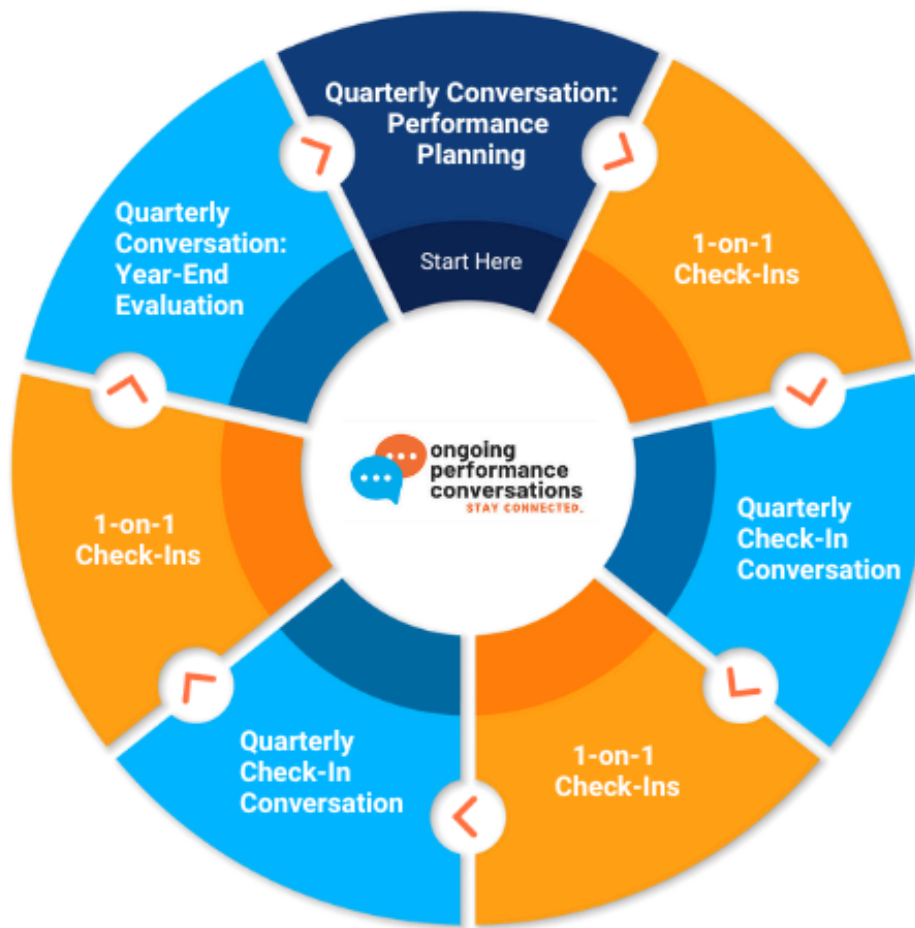 Quarterly Conversation:
Performance
Planning
Start Here
1-on-1
Check-Ins
Quarterly
Check-In
Conversation
1-on-1
Check-Ins
Quarterly
Check-In
Conversation
1-on-1
Check-Ins
Quarterly
Conversation:
Year-End
Evaluation
ongoing
performance
conversations
STAY CONNECTED.